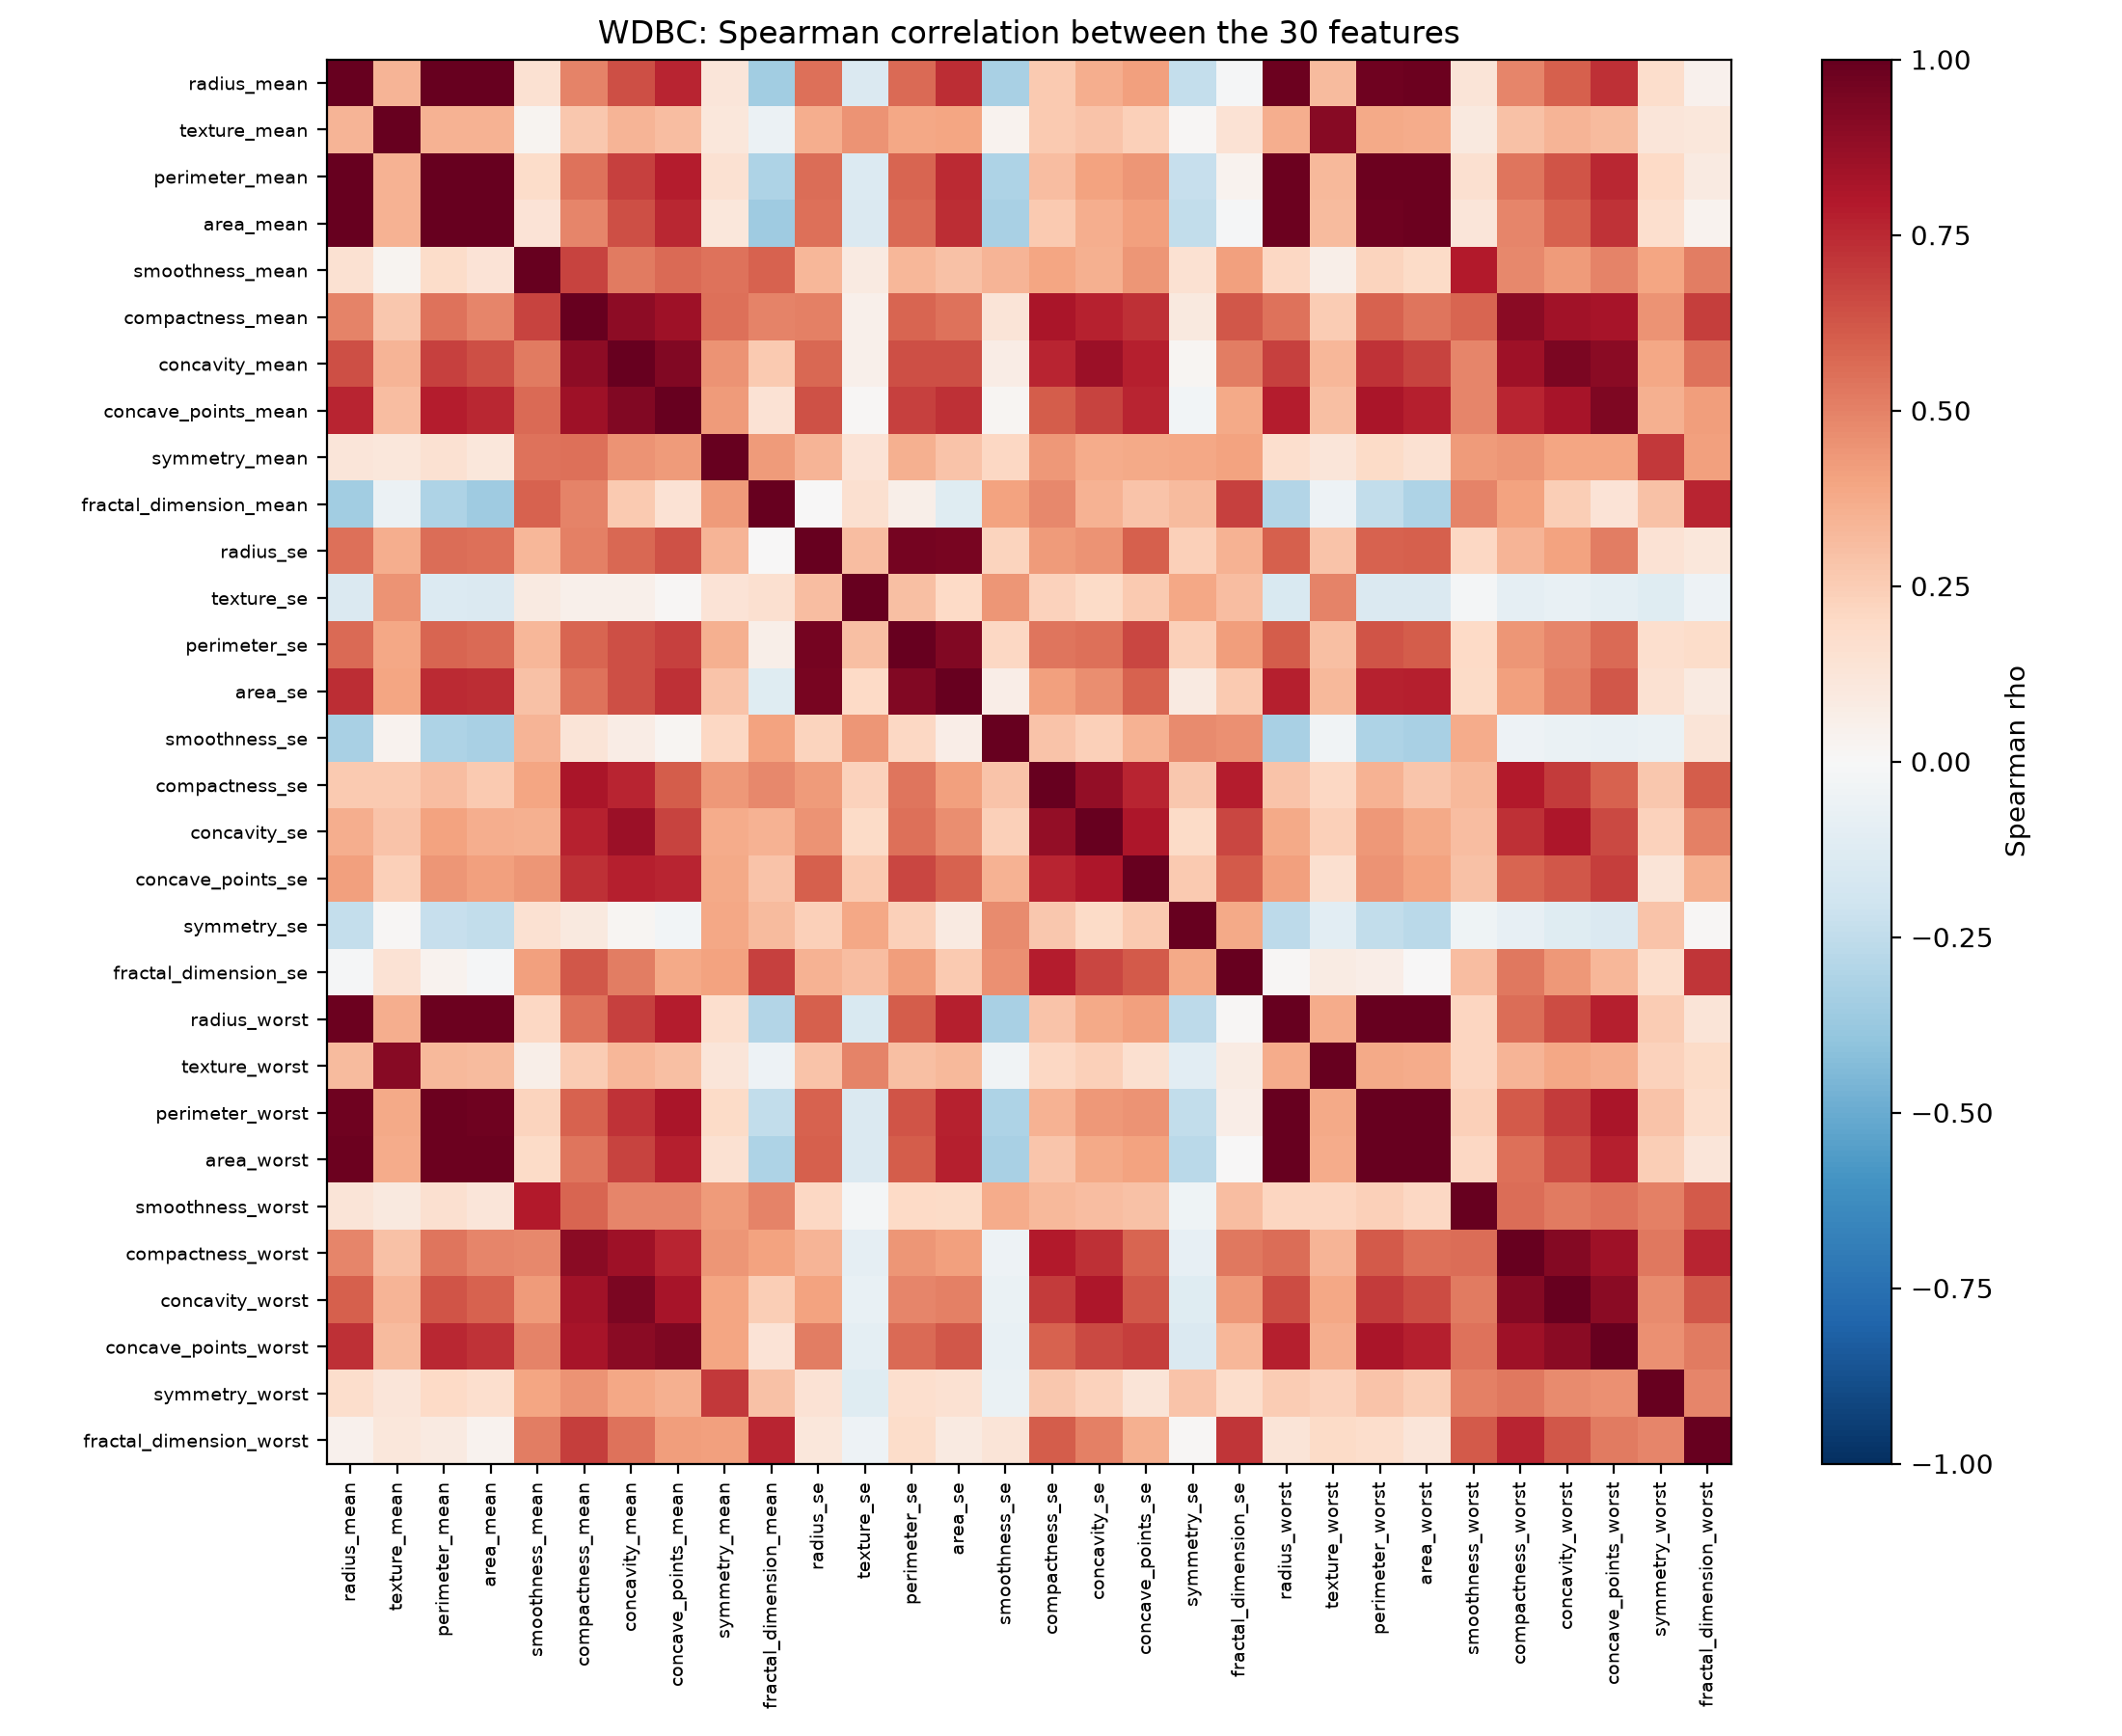 WDBC: Spearman correlation between the 30 features
radius_mean
texture_mean
perimeter_mean
area_mean
smoothness_mean
compactness_mean
concavity_mean
concave_points_mean
symmetry_mean
fractal_dimension_mean
radius_se
texture_se
perimeter_se
area_se
smoothness_se
compactness_se
concavity_se
concave_points_se
symmetry_se
fractal_dimension_se
radius_worst
texture_worst
perimeter_worst
area_worst
smoothness_worst
compactness_worst
concavity_worst
concave_points_worst
symmetry_worst
fractal_dimension_worst
radius_mean
texture_mean
perimeter_mean
area_mean
smoothness_mean
compactness_mean
concavity_mean
concave_points_mean
symmetry_mean
fractal_dimension_mean
radius_se
texture_se
perimeter_se
area_se
smoothness_se
compactness_se
concavity_se
concave_points_se
symmetry_se
fractal_dimension_se
radius_worst
texture_worst
perimeter_worst
area_worst
smoothness_worst
compactness_worst
concavity_worst
concave_points_worst
symmetry_worst
fractal_dimension_worst
1.00
0.75
0.50
0.25
0.00
−0.25
−0.50
−0.75
−1.00
Spearman rho